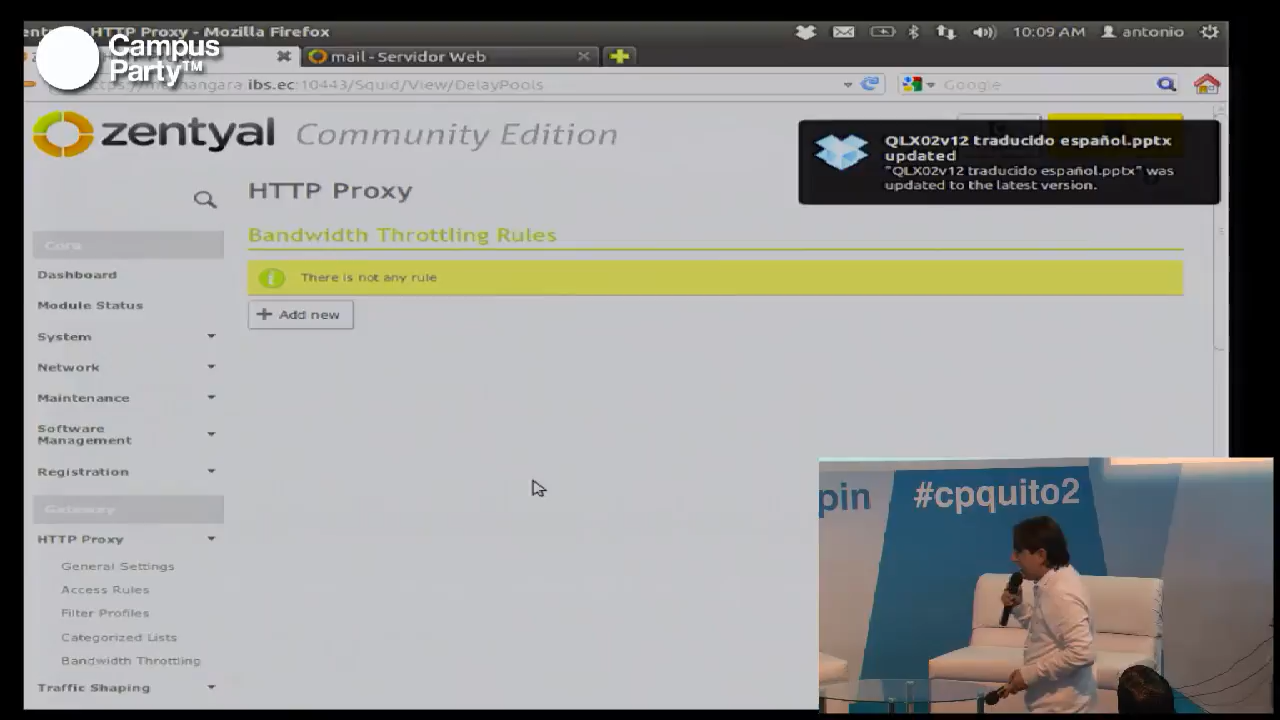 HTTP Proxy - Mozilla Firefox
10:09 AM
antonio
Campus
Party™
mail - Servidor Web
ibs.ec:10443/Squid/View/DelayPools
Google
zentyal Community Edition
QLX02v12 traducido español.pptx
updated
"QLX02v12 traducido español.pptx" was
updated to the latest version.
HTTP Proxy
Bandwidth Throttling Rules
There is not any rule
Add new
Core
Dashboard
Module Status
System
Network
Maintenance
Software
Management
Registration
Gateway
HTTP Proxy
General Settings
Access Rules
Filter Profiles
Categorized Lists
Bandwidth Throttling
Traffic Shaping
pin
#cpquito2